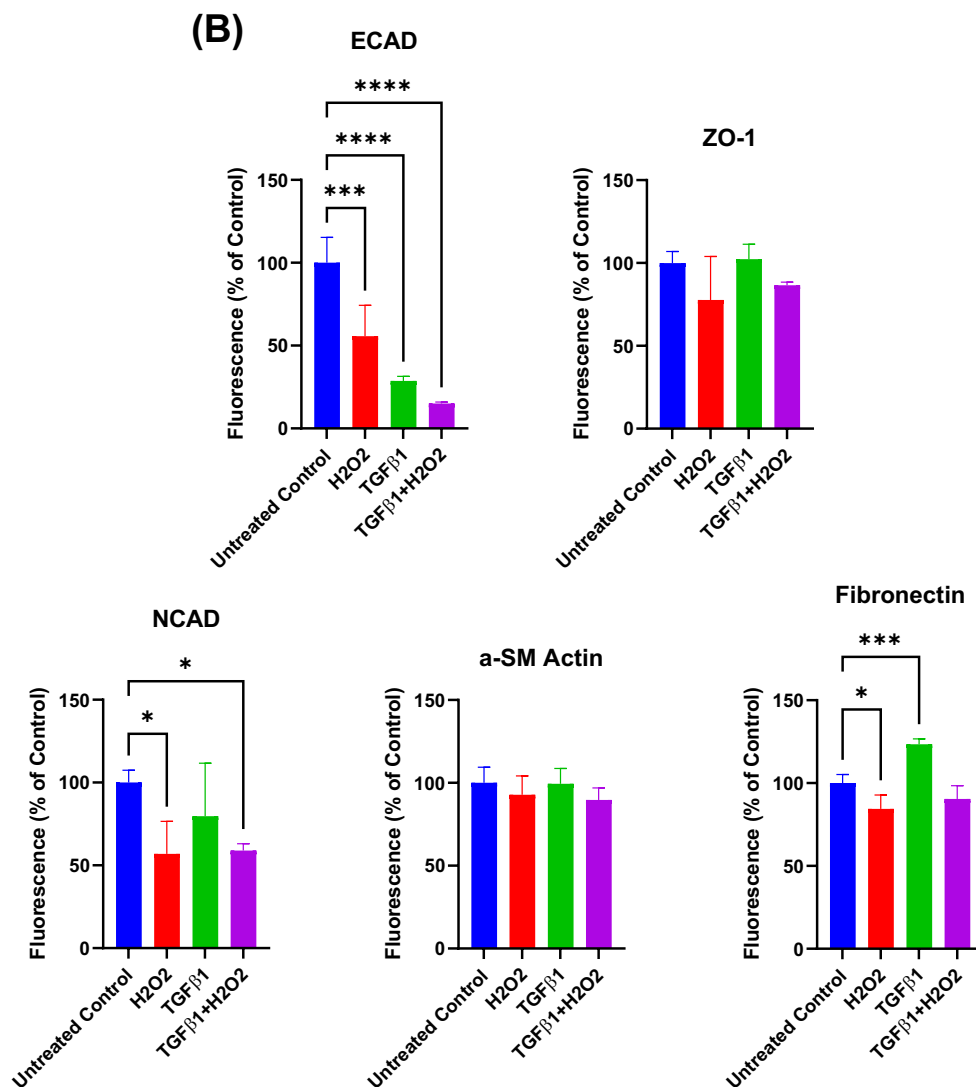 (B)
ECAD
****
****
***
Fluorescence (% of Control)
150
100
50
0
Untreated Control
H2O2
TGFβ1
TGFβ1+H2O2
ZO-1
Fluorescence (% of Control)
150
100
50
0
Untreated Control
H2O2
TGFβ1
TGFβ1+H2O2
NCAD
*
*
Fluorescence (% of Control)
150
100
50
0
Untreated Control
H2O2
TGFβ1
TGFβ1+H2O2
a-SM Actin
Fluorescence (% of Control)
150
100
50
0
Untreated Control
H2O2
TGFβ1
TGFβ1+H2O2
Fibronectin
***
*
Fluorescence (% of Control)
150
100
50
0
Untreated Control
H2O2
TGFβ1
TGFβ1+H2O2